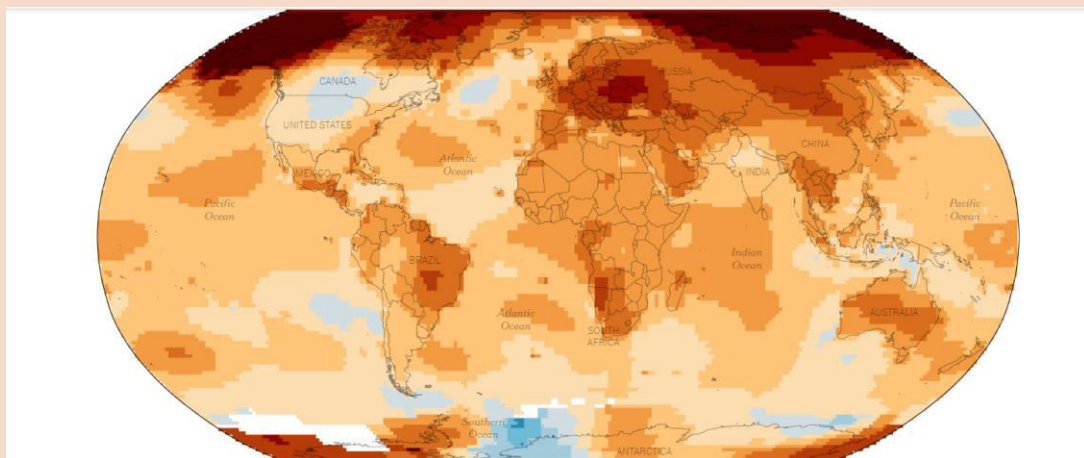 CANADA
RUSSIA
UNITED STATES
Atlantic
Ocean
CHINA
MEXICO
INDIA
Pacific
Ocean
Pacific
Ocean
BRAZIL
Indian
Ocean
Atlantic
Ocean
SOUTH
AFRICA
AUSTRALIA
Southern
Ocean
ANTARCTICA